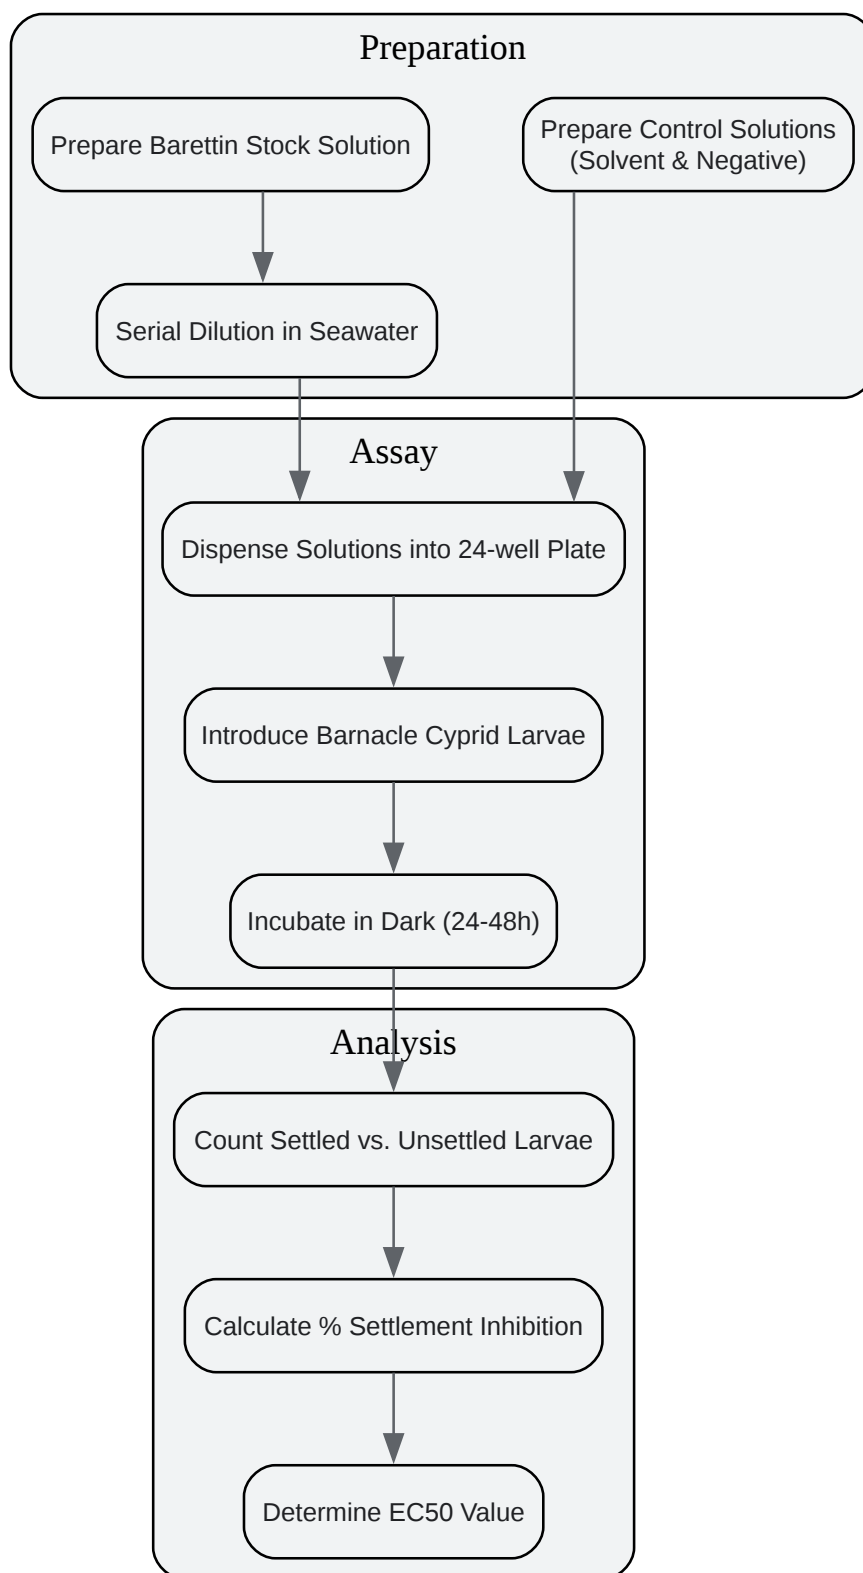 Preparation
Prepare Barettin Stock Solution
Prepare Control Solutions
(Solvent & Negative)
Serial Dilution in Seawater
Assay
Dispense Solutions into 24-well Plate
Introduce Barnacle Cyprid Larvae
Incubate in Dark (24-48h)
Analysis
Count Settled vs. Unsettled Larvae
Calculate % Settlement Inhibition
Determine EC50 Value